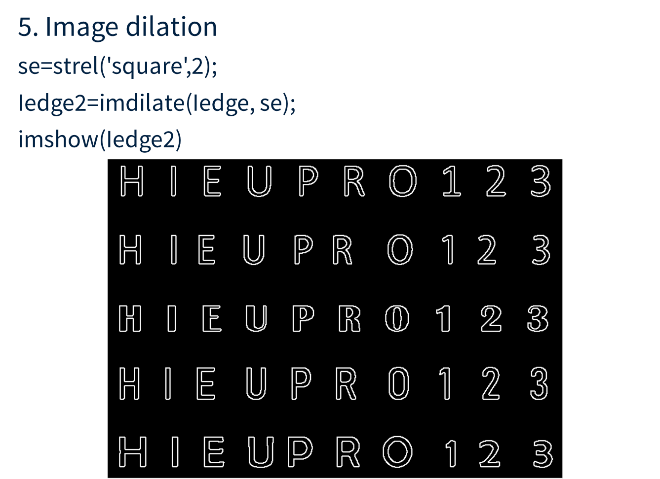 5. Image dilation
se=strel('square',2);
Iedge2=imdilate(Iedge, se);
imshow(Iedge2)
H I E U P R O 1 2 3
H I E U P R O 1 2 3
H I E U P R O 1 2 3
H I E U P R O 1 2 3
H I E U P R O 1 2 3